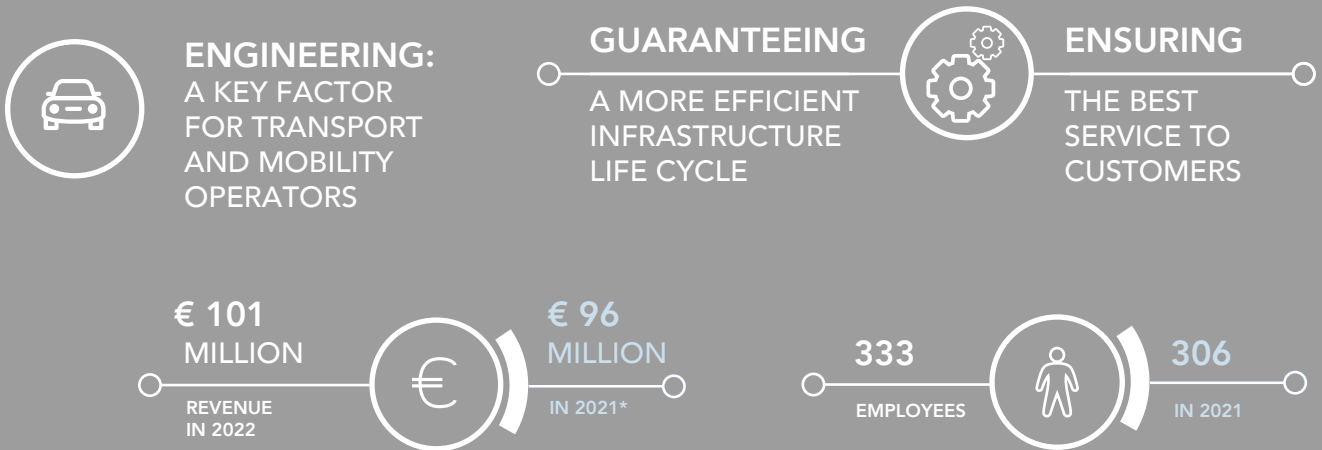 ENGINEERING:
A KEY FACTOR
FOR TRANSPORT
AND MOBILITY
OPERATORS
GUARANTEEING
A MORE EFFICIENT
INFRASTRUCTURE
LIFE CYCLE
ENSURING
THE BEST
SERVICE TO
CUSTOMERS
€ 101
MILLION
REVENUE
IN 2022
€
€ 96
MILLION
IN 2021*
333
EMPLOYEES
306
IN 2021